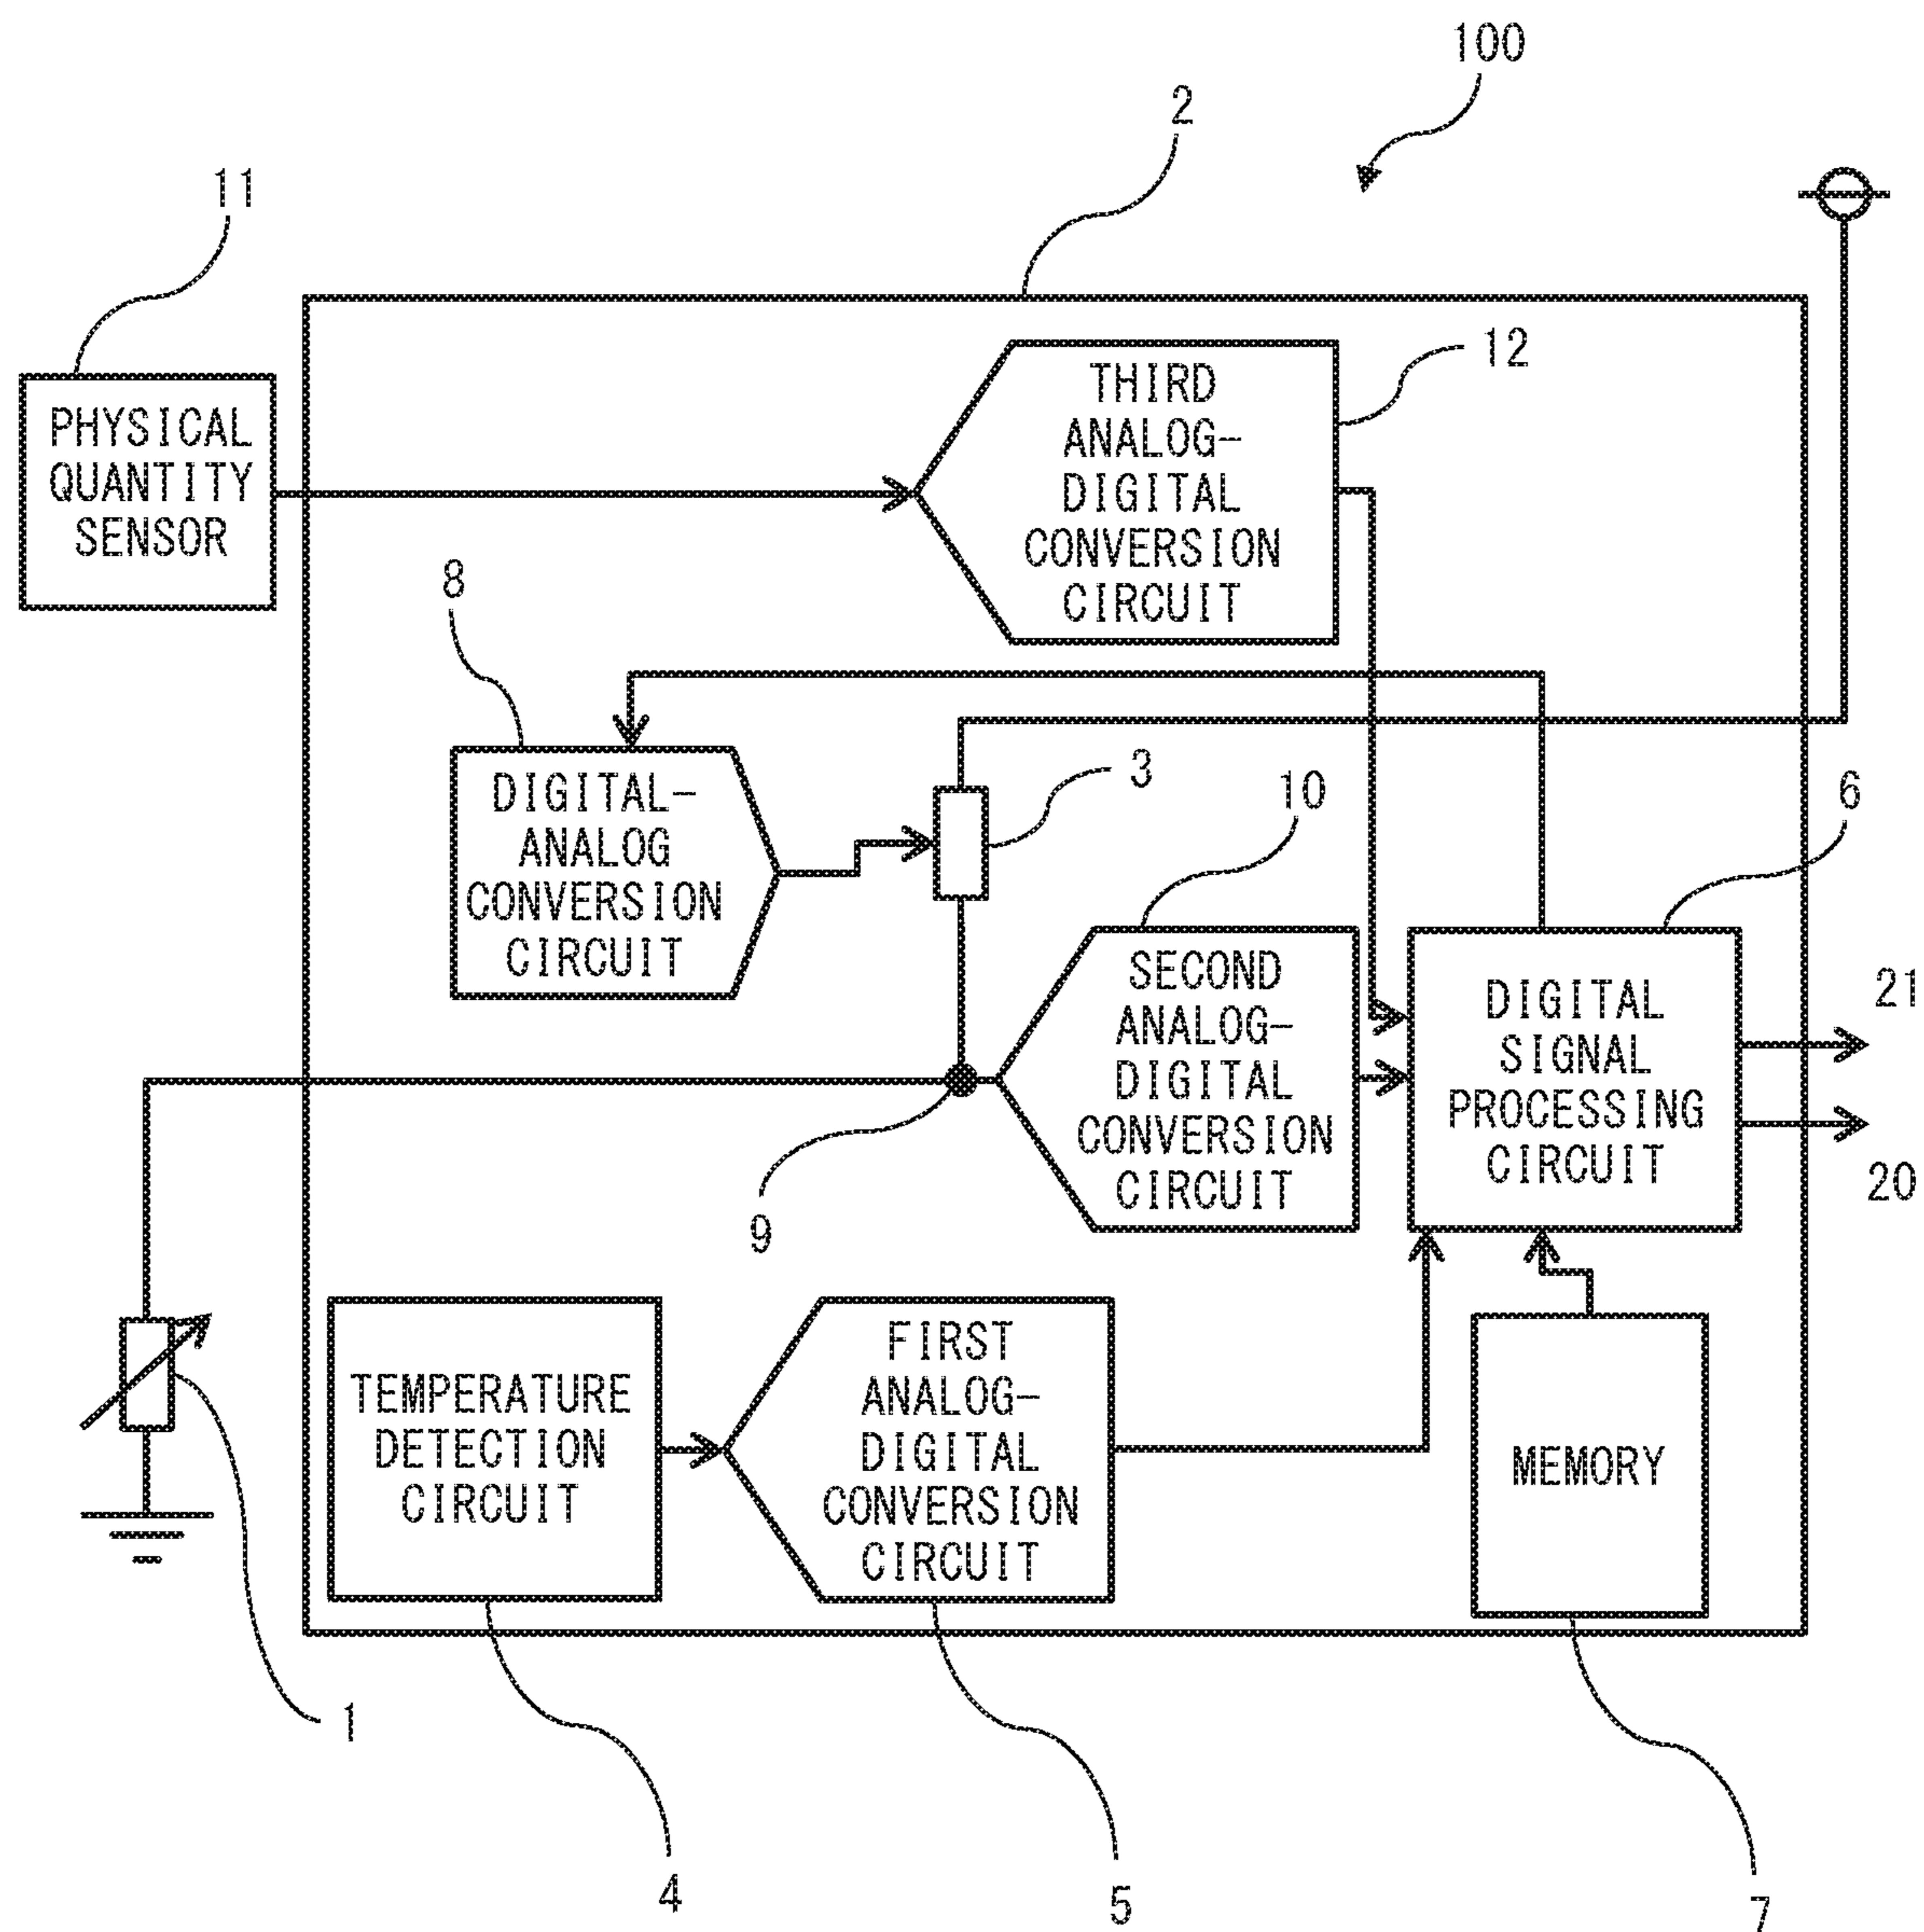 100
2
11
12
THIRD
ANALOG-
DIGITAL
CONVERSION
CIRCUIT
PHYSICAL
QUANTITY
SENSOR
8
DIGITAL-
ANALOG
CONVERSION
CIRCUIT
3
10
6
SECOND
ANALOG-
DIGITAL
CONVERSION
CIRCUIT
DIGITAL
SIGNAL
PROCESSING
CIRCUIT
21
20
9
TEMPERATURE
DETECTION
CIRCUIT
FIRST
ANALOG-
DIGITAL
CONVERSION
CIRCUIT
MEMORY
1
4
5
7